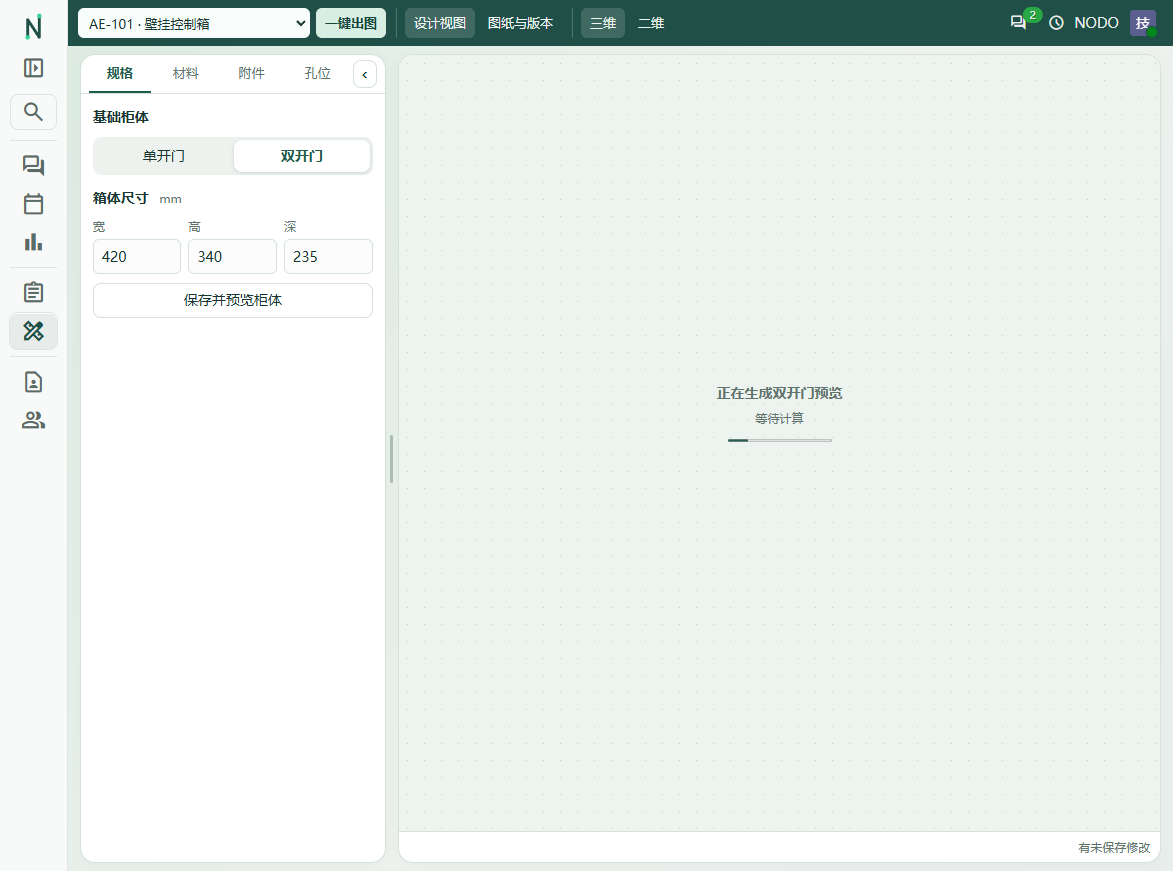 N
AE-101 · 壁挂控制箱
一键出图
设计视图
图纸与版本
三维
二维
2
NODO
技
规格
材料
附件
孔位
基础柜体
单开门
双开门
箱体尺寸 mm
宽
高
深
420
340
235
保存并预览柜体
正在生成双开门预览
等待计算
有未保存修改